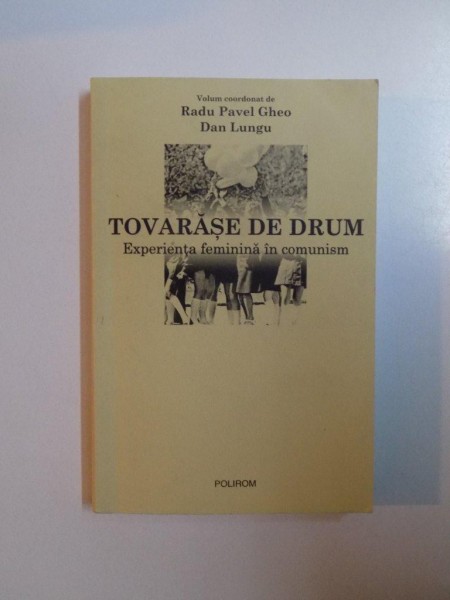 Volum coordonat de
Radu Pavel Gheo
Dan Lungu
TOVARĂȘE DE DRUM
Experiența feminină în comunism
POLIROM